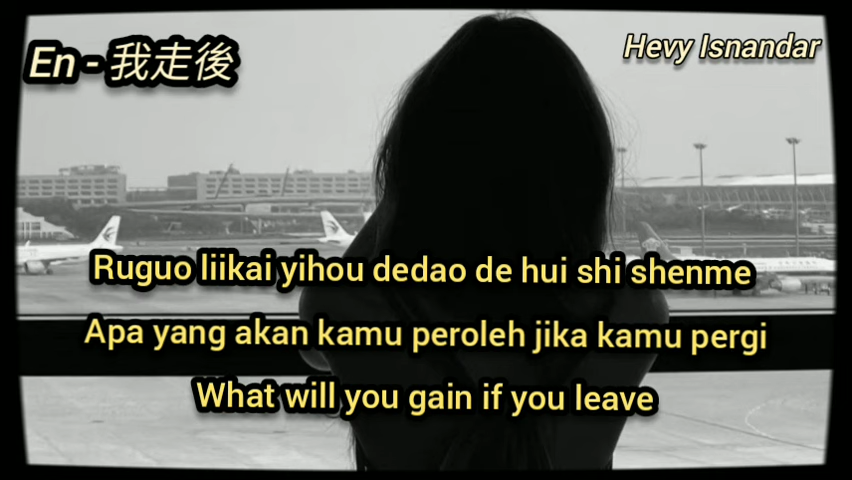 En - 我走後
Hevy Isnandar
Ruguo liikai yihou dedao de hui shi shenme
Apa yang akan kamu peroleh jika kamu pergi
What will you gain if you leave